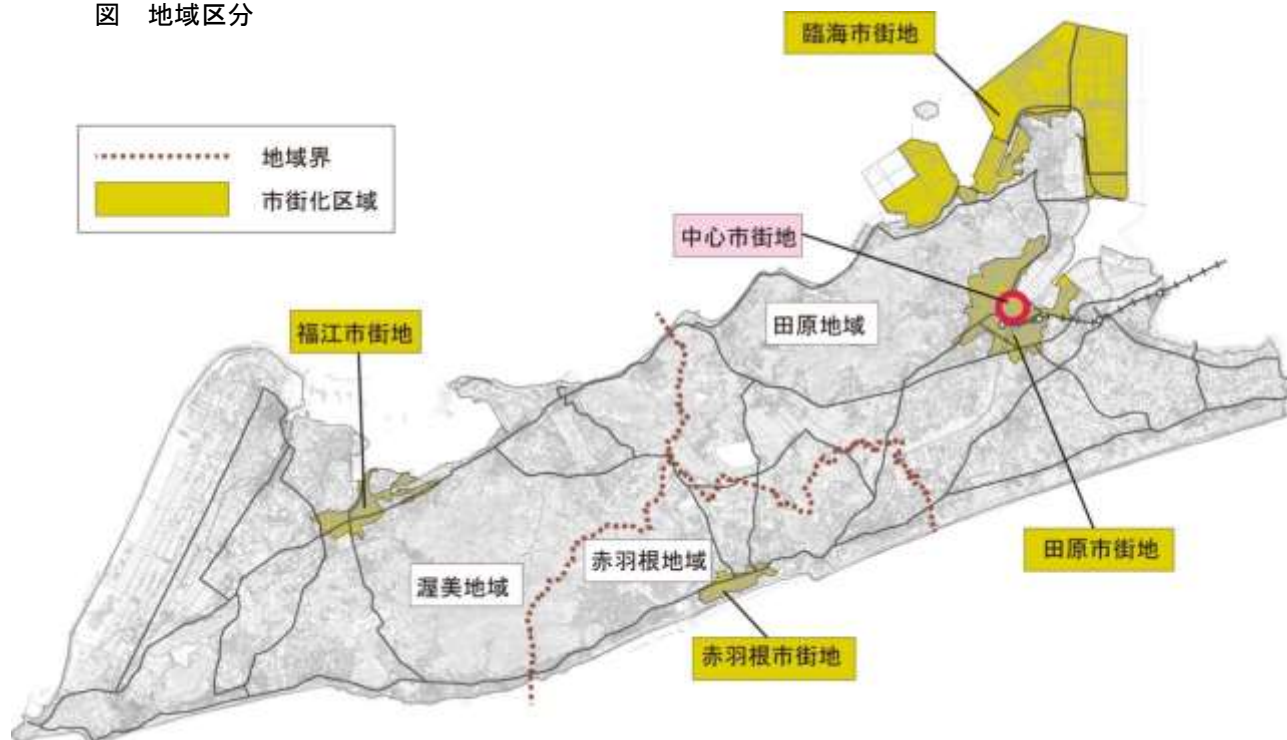 図 地域区分
臨海市街地
地域界
市街化区域
中心市街地
田原地域
福江市街地
田原市街地
赤羽根地域
渥美地域
赤羽根市街地